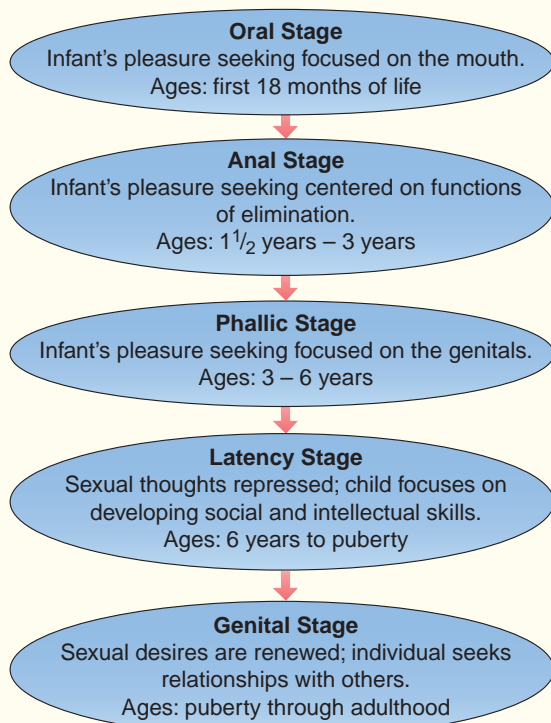 Oral Stage
Infant’s pleasure seeking focused on the mouth.
Ages: first 18 months of life
Anal Stage
Infant’s pleasure seeking centered on functions
of elimination.
Ages: 1 1/2 years – 3 years
Phallic Stage
Infant’s pleasure seeking focused on the genitals.
Ages: 3 – 6 years
Latency Stage
Sexual thoughts repressed; child focuses on
developing social and intellectual skills.
Ages: 6 years to puberty
Genital Stage
Sexual desires are renewed; individual seeks
relationships with others.
Ages: puberty through adulthood